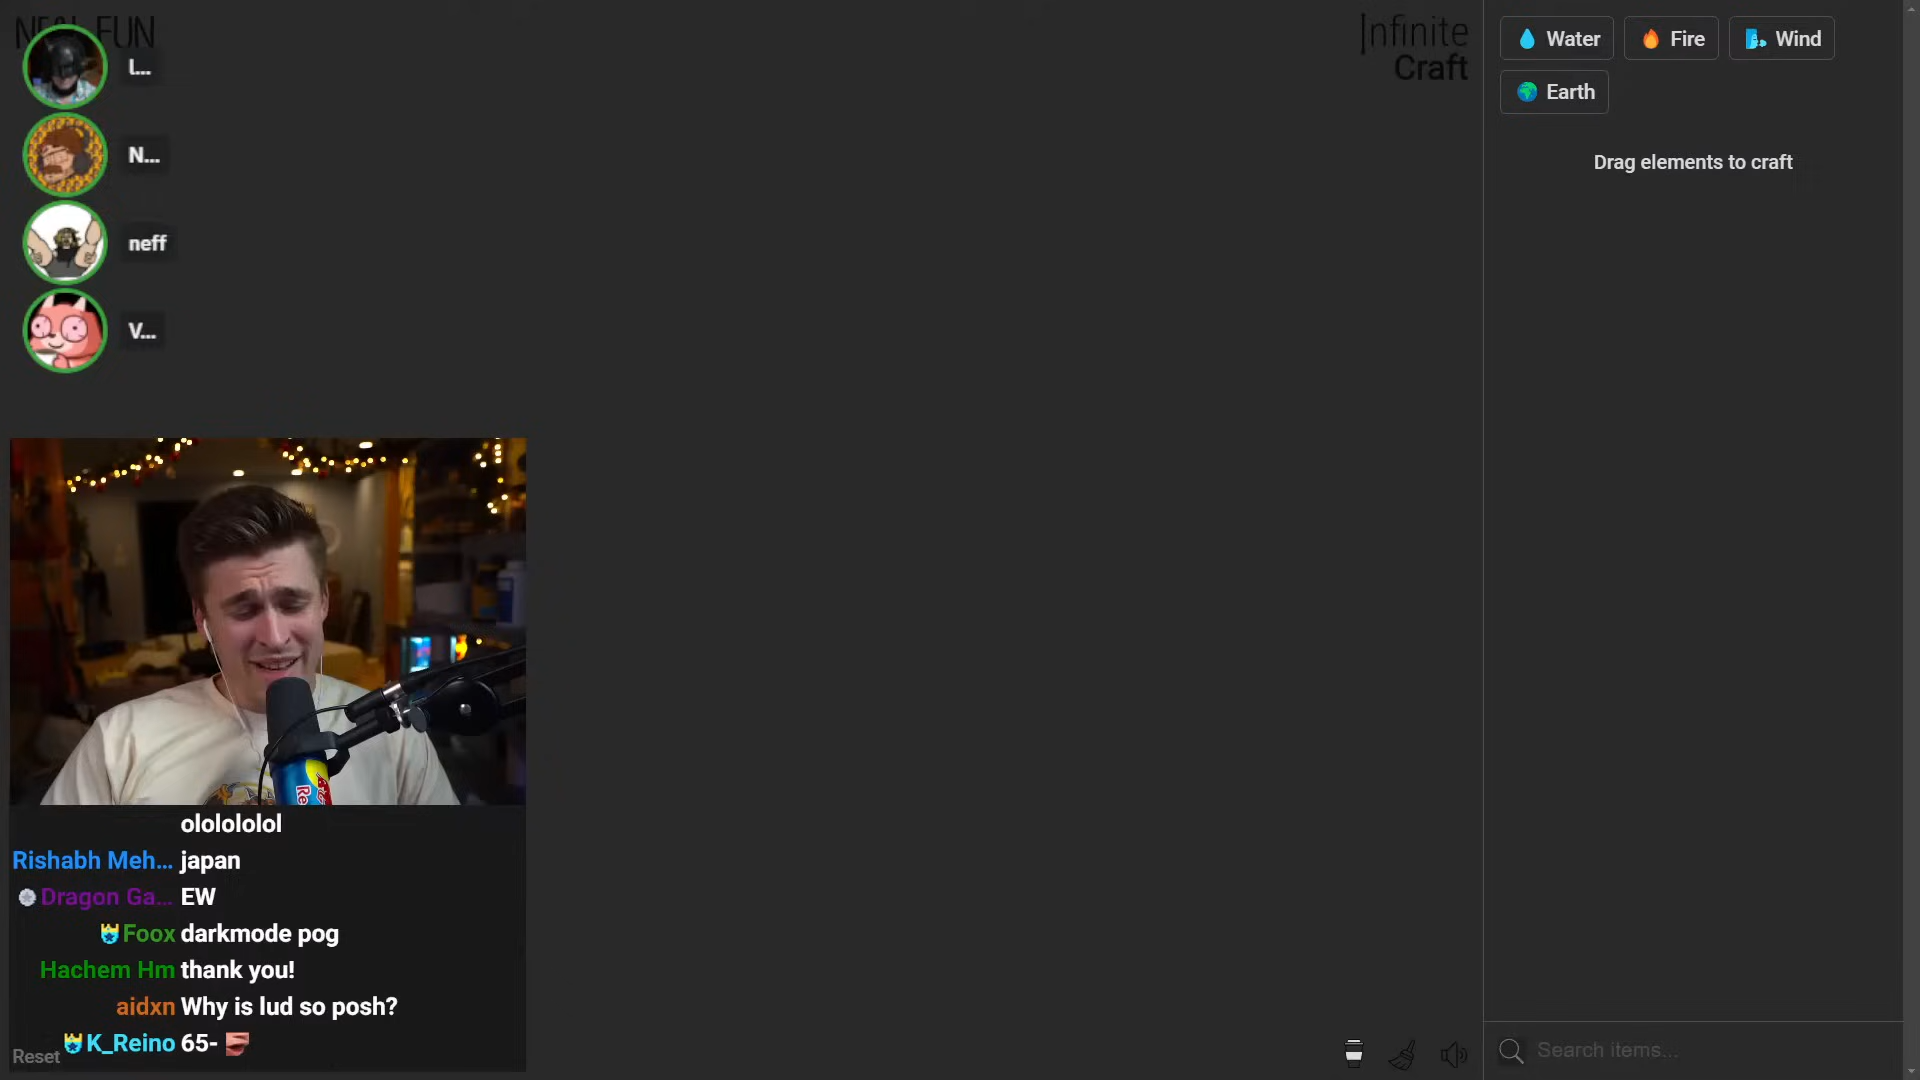 NEAL.FUN
L...
N...
neff
V...
Infinite
Craft
Water
Fire
Wind
Earth
Drag elements to craft
olololololol
Rishabh Meh... japan
Dragon Ga... EW
Foox darkmode pog
Hachem Hm thank you!
aidxn Why is lud so posh?
K_Reino 65-
Reset
Search items...